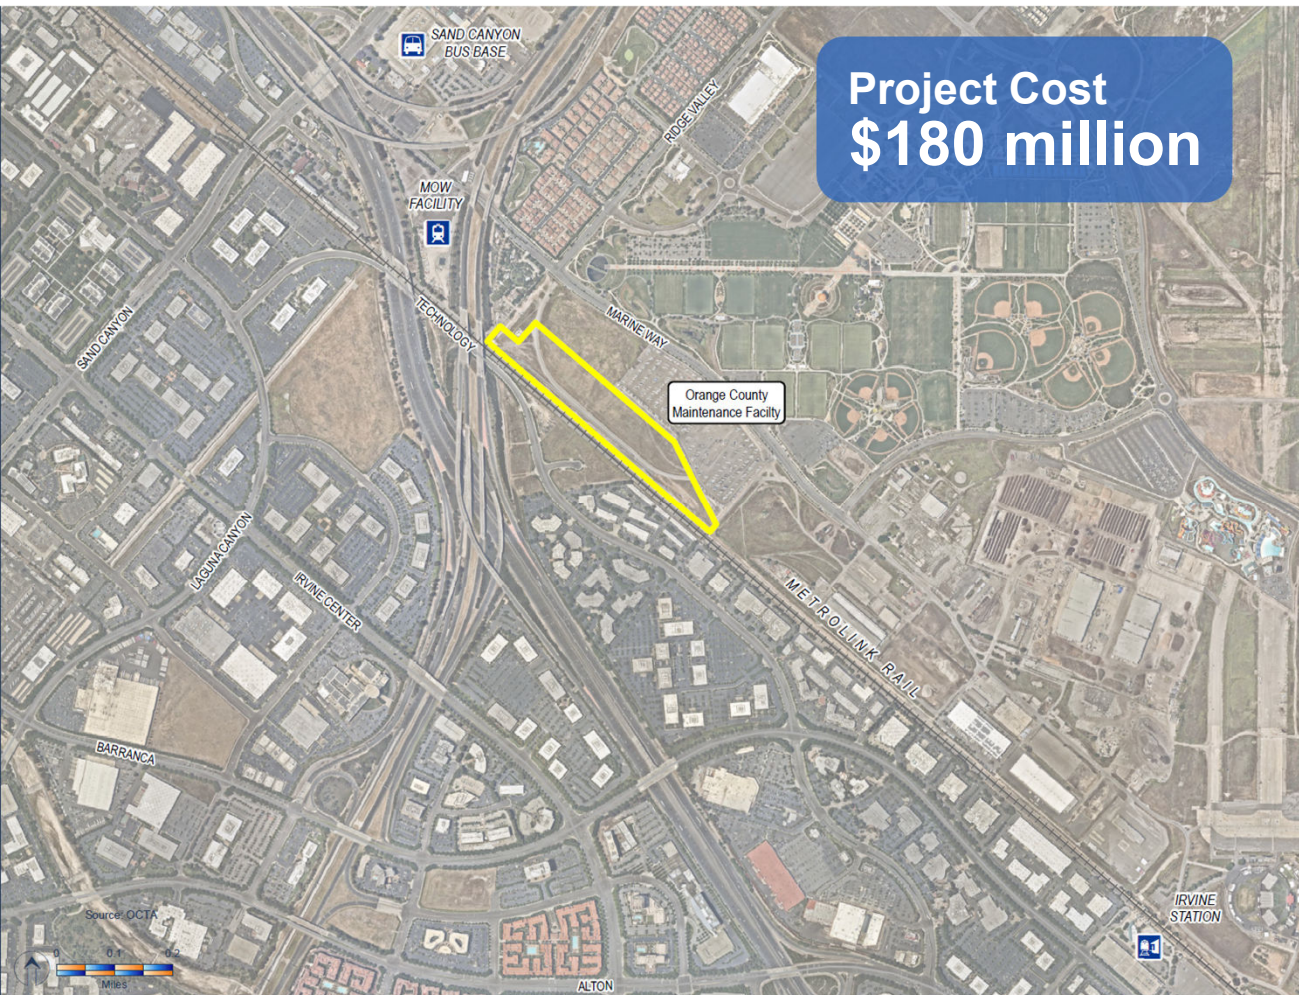 SAND CANYON
BUS BASE
Project Cost
$180 million
RIDGE VALLEY
MOW
FACILITY
TECHNOLOGY
MARINE WAY
SAND CANYON
Orange County
Maintenance Facilty
LAGUNA CANYON
IRVINE CENTER
METROLINK RAIL
BARRANCA
IRVINE
STATION
Source: OCTA
0 0.1 0.2
Miles
ALTON